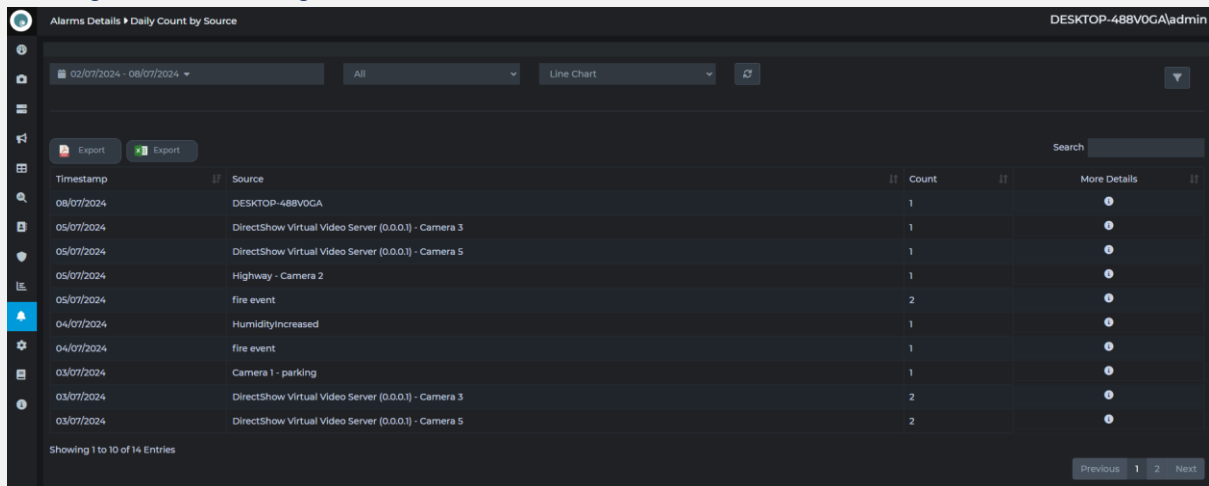 Alarms Details ▸ Daily Count by Source DESKTOP-488V0GA\admin
02/07/2024 - 08/07/2024 All Line Chart
Export Export Search
Timestamp Source Count More Details
08/07/2024 DESKTOP-488V0GA 1
05/07/2024 DirectShow Virtual Video Server (0.0.0.1) - Camera 3 1
05/07/2024 DirectShow Virtual Video Server (0.0.0.1) - Camera 5 1
05/07/2024 Highway - Camera 2 1
05/07/2024 fire event 2
04/07/2024 HumidityIncreased 1
04/07/2024 fire event 1
03/07/2024 Camera 1 - parking 1
03/07/2024 DirectShow Virtual Video Server (0.0.0.1) - Camera 3 2
03/07/2024 DirectShow Virtual Video Server (0.0.0.1) - Camera 5 2
Showing 1 to 10 of 14 Entries
Previous 1 2 Next